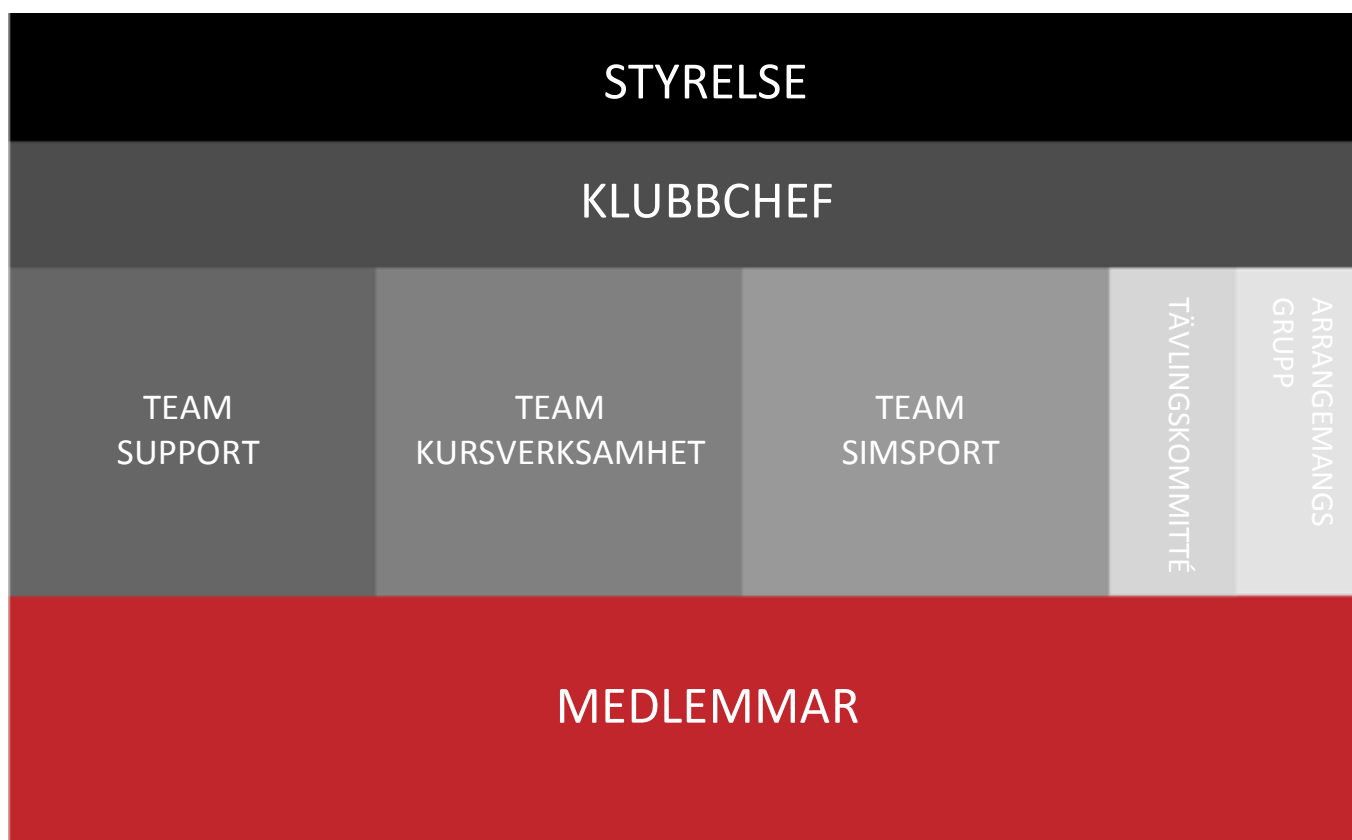 STYRELSE
KLUBBCHEF
TEAM
SUPPORT
TEAM
KURSVERKSAMHET
TEAM
SIMSPORT
TÄVLINGSKOMMITTÉ
ARRANGEMANGS
GRUPP
MEDLEMMAR